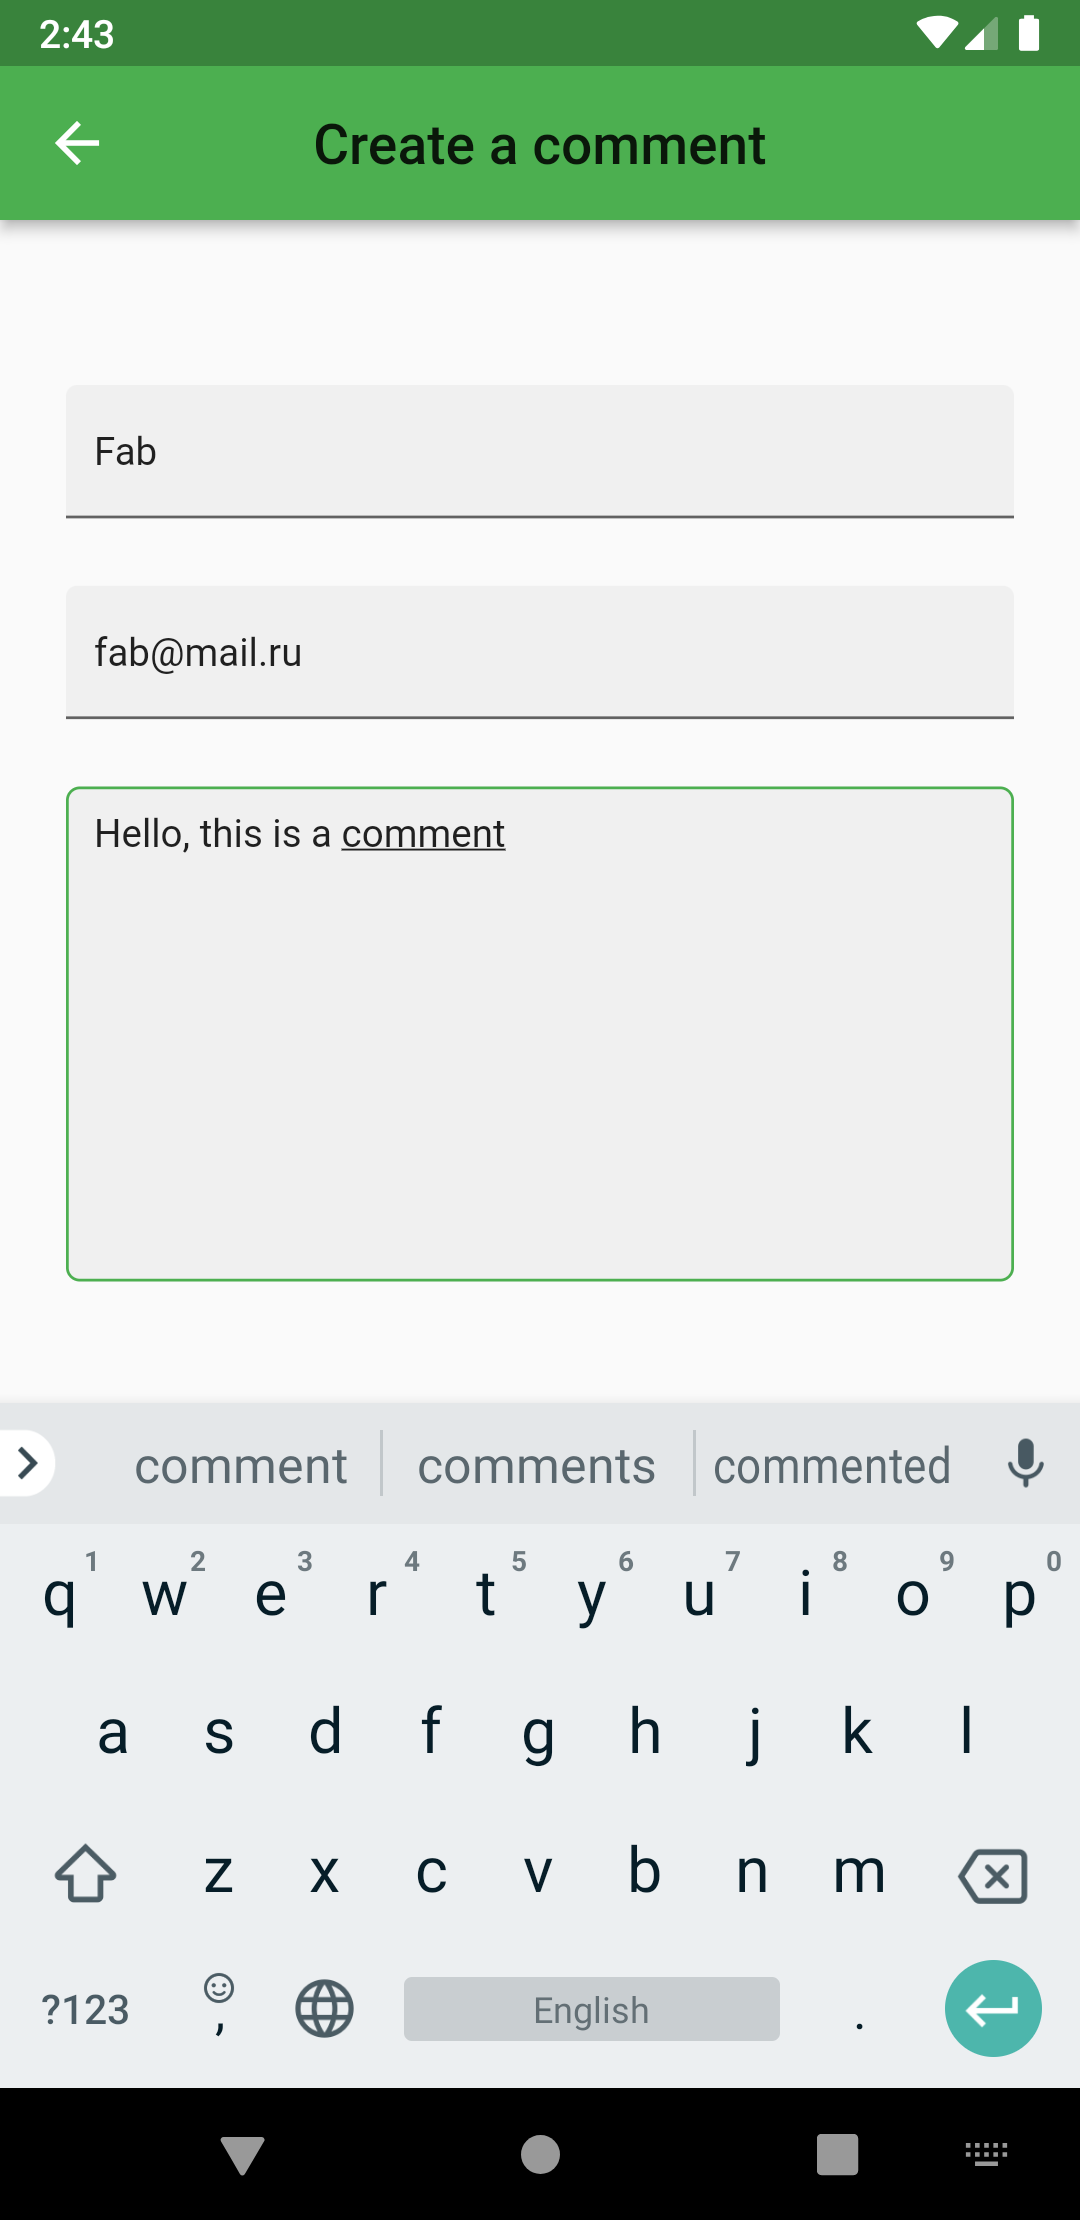 2:43
Create a comment
Fab
fab@mail.ru
Hello, this is a comment
comment comments commented
1 2 3 4 5 6 7 8 9 0
q w e r t y u i o p
a s d f g h j k l
z x c v b n m
?123 , English .